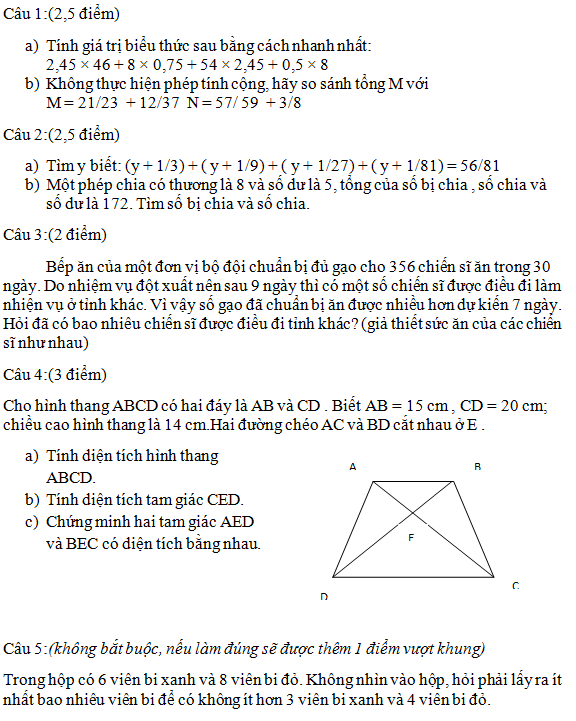 Câu 1:(2,5 điểm)
a) Tính giá trị biểu thức sau bằng cách nhanh nhất:
2,45 × 46 + 8 × 0,75 + 54 × 2,45 + 0,5 × 8
b) Không thực hiện phép tính cộng, hãy so sánh tổng M với
M = 21/23 + 12/37 N = 57/ 59 + 3/8
Câu 2:(2,5 điểm)
a) Tìm y biết: (y + 1/3) + ( y + 1/9) + ( y + 1/27) + ( y + 1/81) = 56/81
b) Một phép chia có thương là 8 và số dư là 5, tổng của số bị chia , số chia và
số dư là 172. Tìm số bị chia và số chia.
Câu 3:(2 điểm)
Bếp ăn của một đơn vị bộ đội chuẩn bị đủ gạo cho 356 chiến sĩ ăn trong 30
ngày. Do nhiệm vụ đột xuất nên sau 9 ngày thì có một số chiến sĩ được điều đi làm
nhiện vụ ở tỉnh khác. Vì vậy số gạo đã chuẩn bị ăn được nhiều hơn dự kiến 7 ngày.
Hỏi đã có bao nhiêu chiến sĩ được điều đi tỉnh khác? (giả thiết sức ăn của các chiến
sĩ như nhau)
Câu 4:(3 điểm)
Cho hình thang ABCD có hai đáy là AB và CD . Biết AB = 15 cm , CD = 20 cm;
chiều cao hình thang là 14 cm.Hai đường chéo AC và BD cắt nhau ở E .
a) Tính diện tích hình thang
ABCD.
b) Tính diện tích tam giác CED.
c) Chứng minh hai tam giác AED
và BEC có diện tích bằng nhau.
A B
F
D C
Câu 5:(không bắt buộc, nếu làm đúng sẽ được thêm 1 điểm vượt khung)
Trong hộp có 6 viên bi xanh và 8 viên bi đỏ. Không nhìn vào hộp, hỏi phải lấy ra ít
nhất bao nhiêu viên bi để có không ít hơn 3 viên bi xanh và 4 viên bi đỏ.